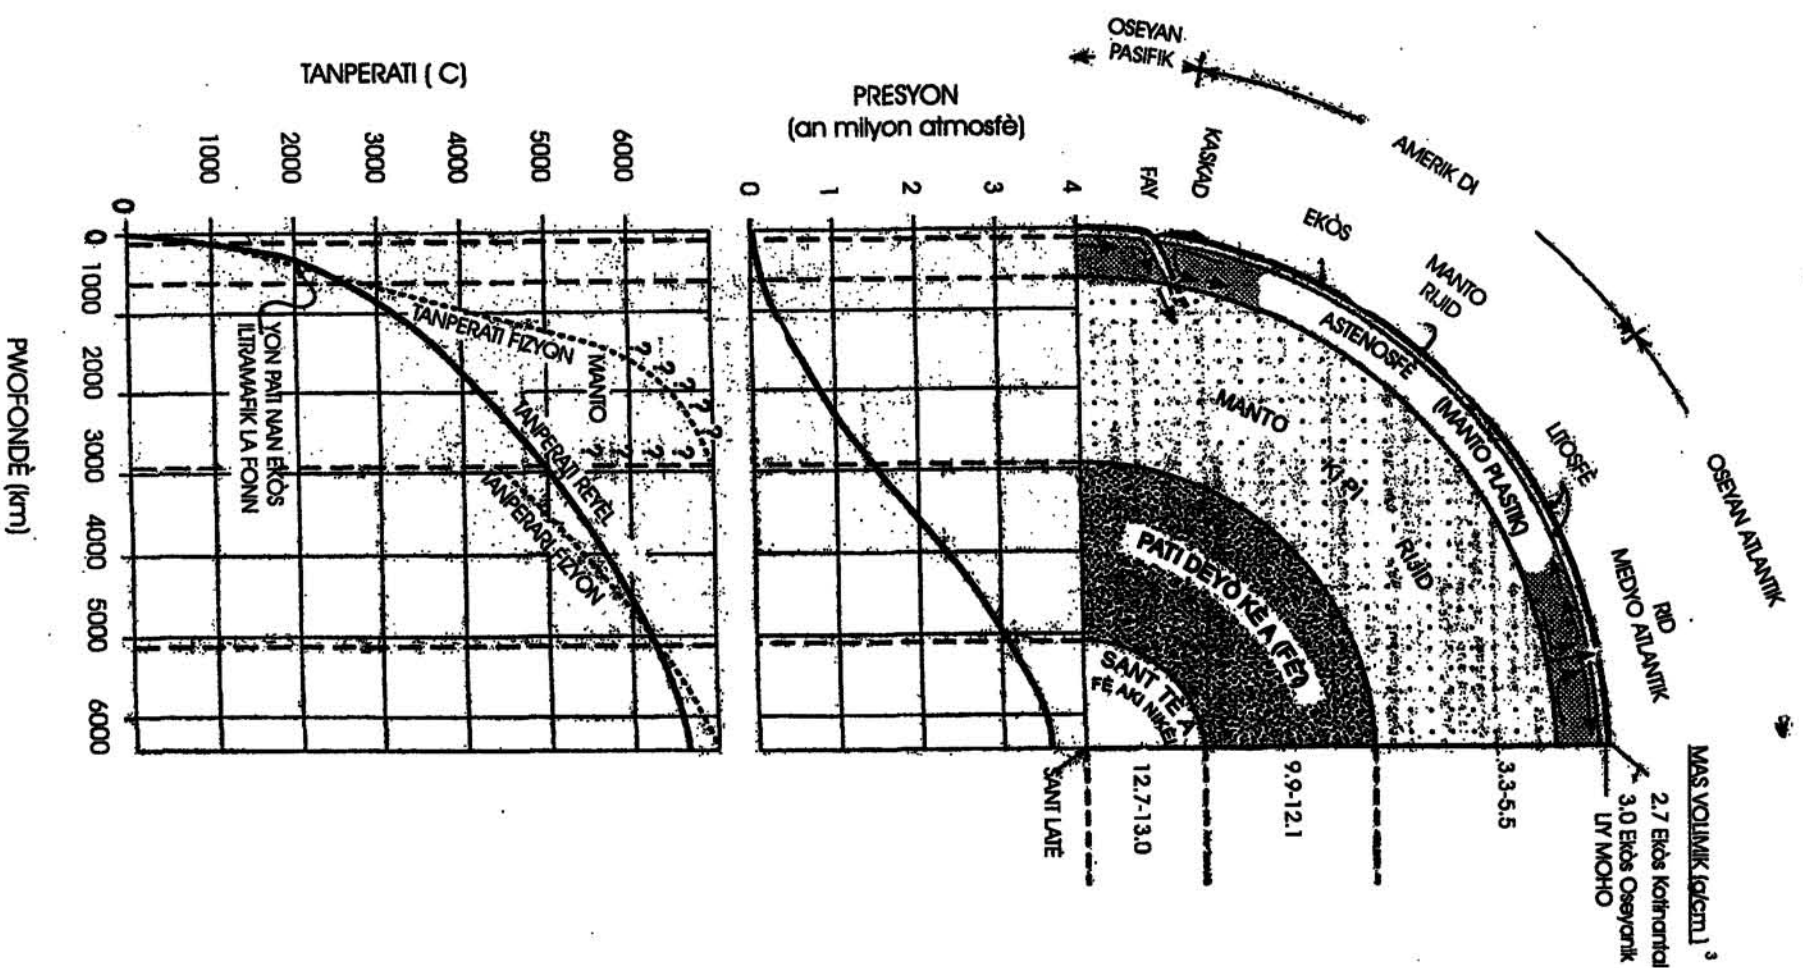 OSEYAN
PASIFIK
AMERIK DI
OSEYAN ATLANTIK
TANPERATI ( C)
PRESYON
(an milyon atmosfè)
KASKAD
FAY
EKÒS
MANTO
RIJID
LITOSFÈ
RID
MEDYO ATLANTIK
0
1000
2000
3000
4000
5000
6000
0
1
2
3
4
PWOFONDÈ (km)
0
1000
2000
3000
4000
5000
6000
YON PATI NAN EKÒS
ILTRAMAFIK LA FONN
TANPERATI FIZYON
MANTO
? ? ? ? ?
? ? ? ?
TANPERATI REYÈL
TANPERARI FIZYON
ASTENOSFÈ
(MANTO PLASTIK)
MANTO
KI PI
RIJID
PATI DEYÒ KÈ A (FÈ)
SANT TÈ A
FÈ AK NIKÈL
SANT LATÈ
12.7-13.0
9.9-12.1
3.3-5.5
MAS VOLIMIK (g/cm ) 3
2.7 Ekòs Kotinantal
3.0 Ekòs Oseyanik
LIY MOHO